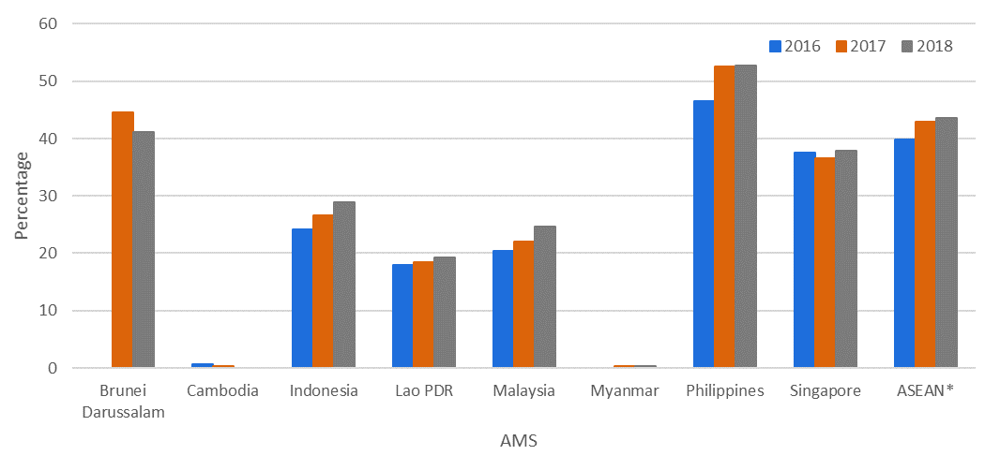 60
2016 2017 2018
50
40
30
20
10
0
Percentage
Brunei Darussalam
Cambodia
Indonesia
Lao PDR
Malaysia
Myanmar
Philippines
Singapore
ASEAN*
AMS